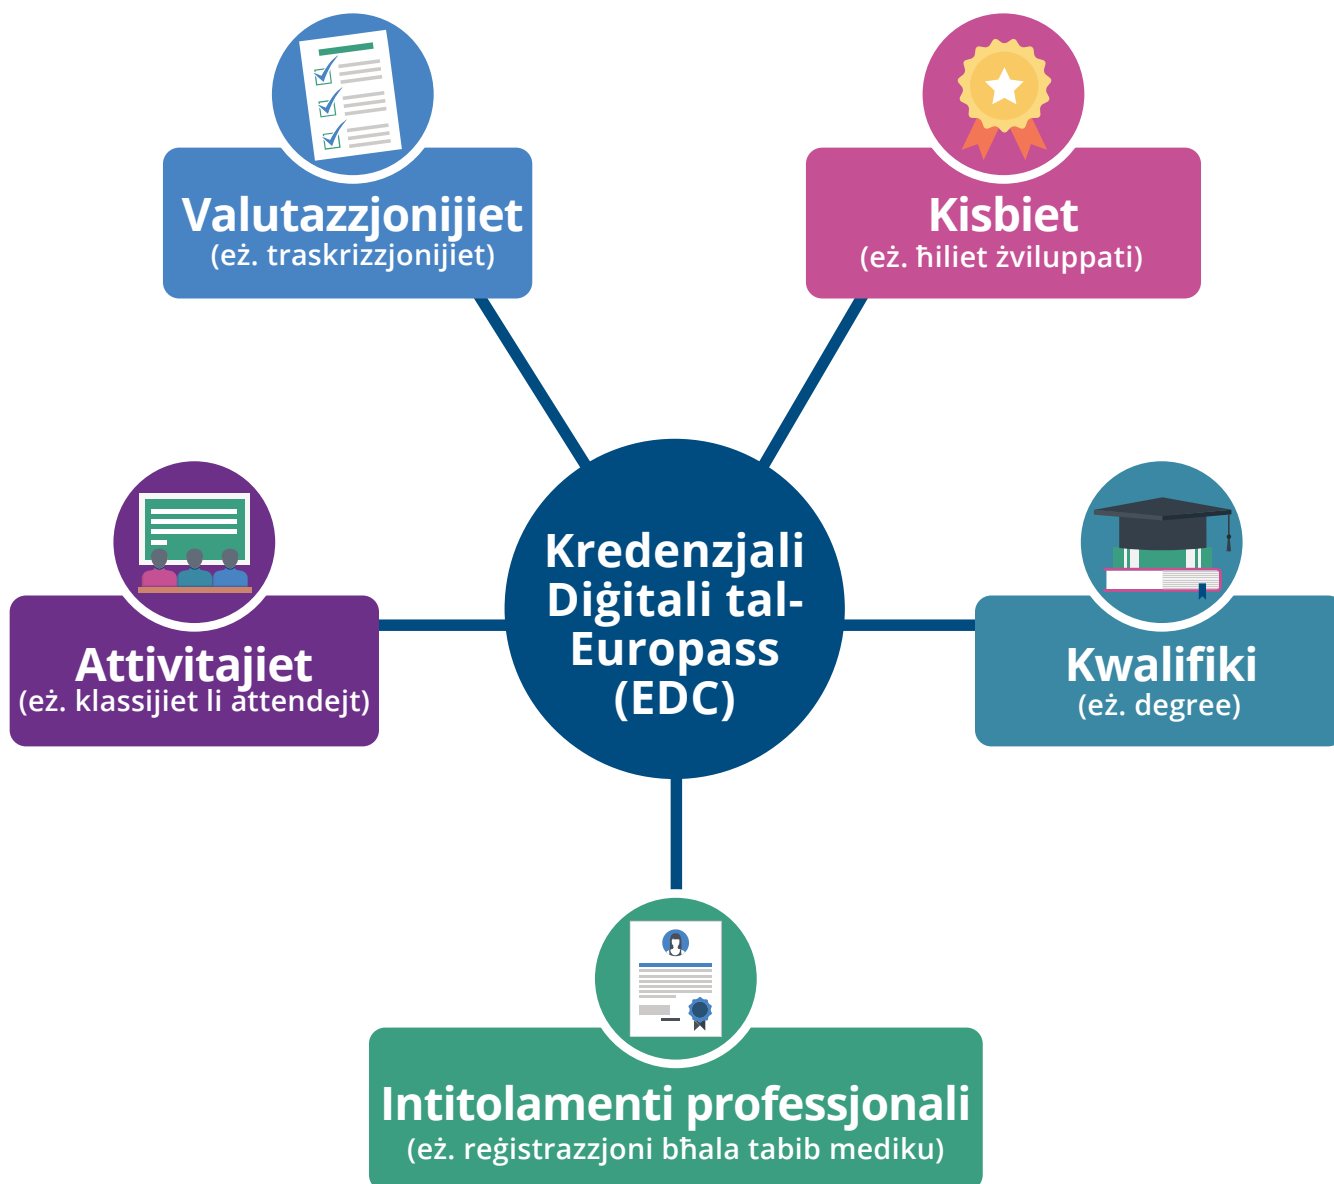 Valutazzjonijiet
(eż. traskrizzjonijiet)
Kisbiet
(eż. ħiliet żviluppati)
Kredenzjali
Diġitali tal-
Europass
(EDC)
Attivitajiet
(eż. klassijiet li attendejt)
Kwalifiki
(eż. degree)
Intitolamenti professjonali
(eż. reġistrazzjoni bħala tabib mediku)